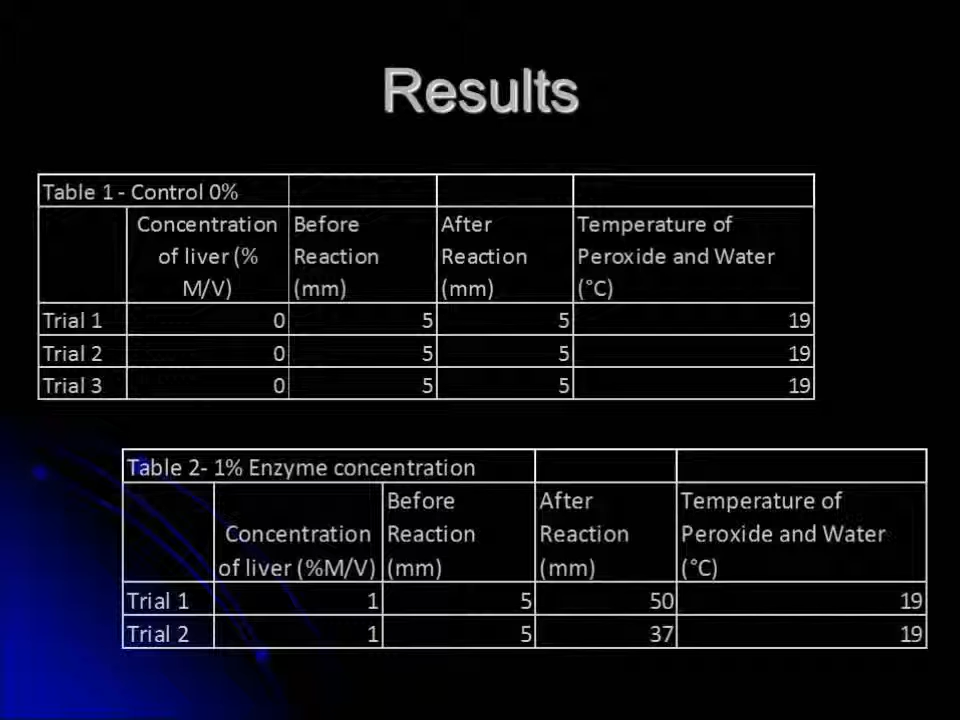 Results
Table 1 - Control 0%
Concentration of liver (% M/V) Before Reaction (mm) After Reaction (mm) Temperature of Peroxide and Water (°C)
Trial 1 0 5 5 19
Trial 2 0 5 5 19
Trial 3 0 5 5 19
Table 2- 1% Enzyme concentration
Concentration of liver (%M/V) Before Reaction (mm) After Reaction (mm) Temperature of Peroxide and Water (°C)
Trial 1 1 5 50 19
Trial 2 1 5 37 19